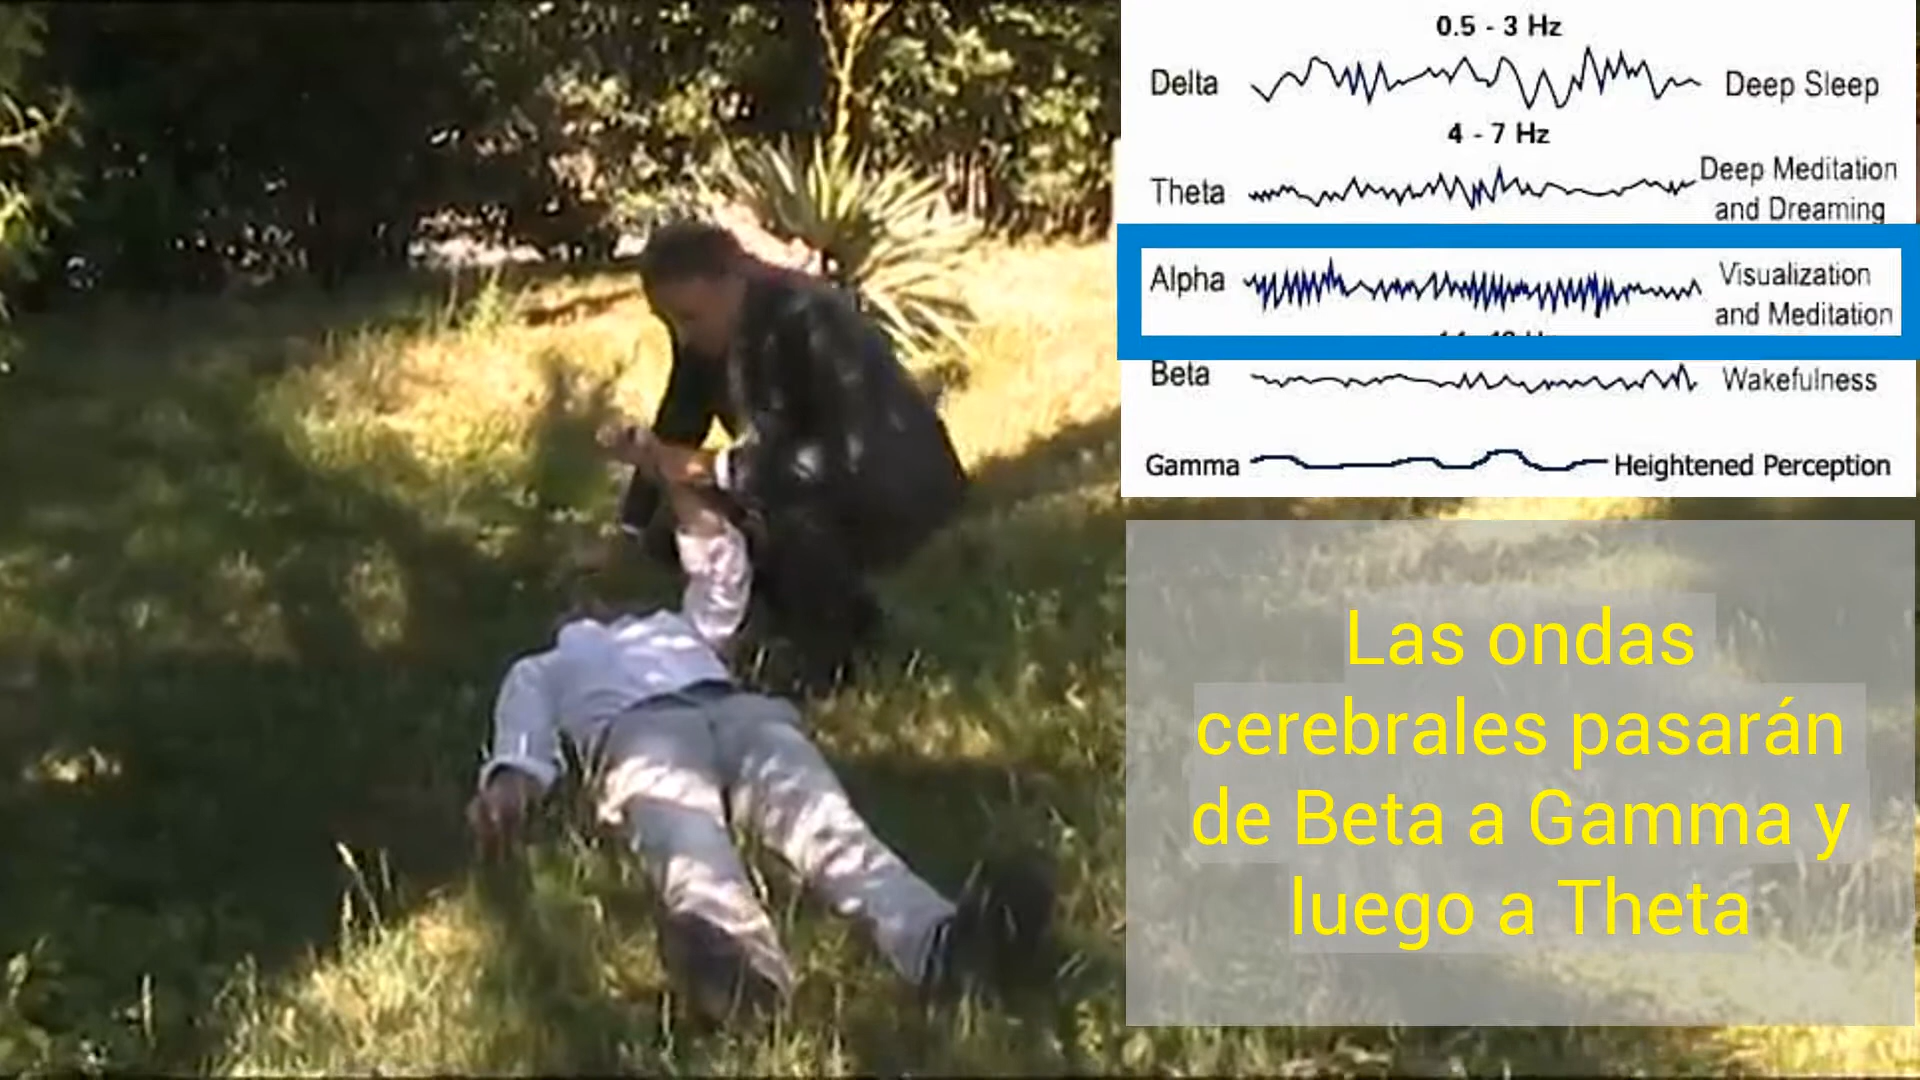 0.5 - 3 Hz
Delta Deep Sleep
4 - 7 Hz
Theta Deep Meditation
and Dreaming
Alpha Visualization
and Meditation
Beta Wakefulness
Gamma Heightened Perception
Las ondas
cerebrales pasarán
de Beta a Gamma y
luego a Theta